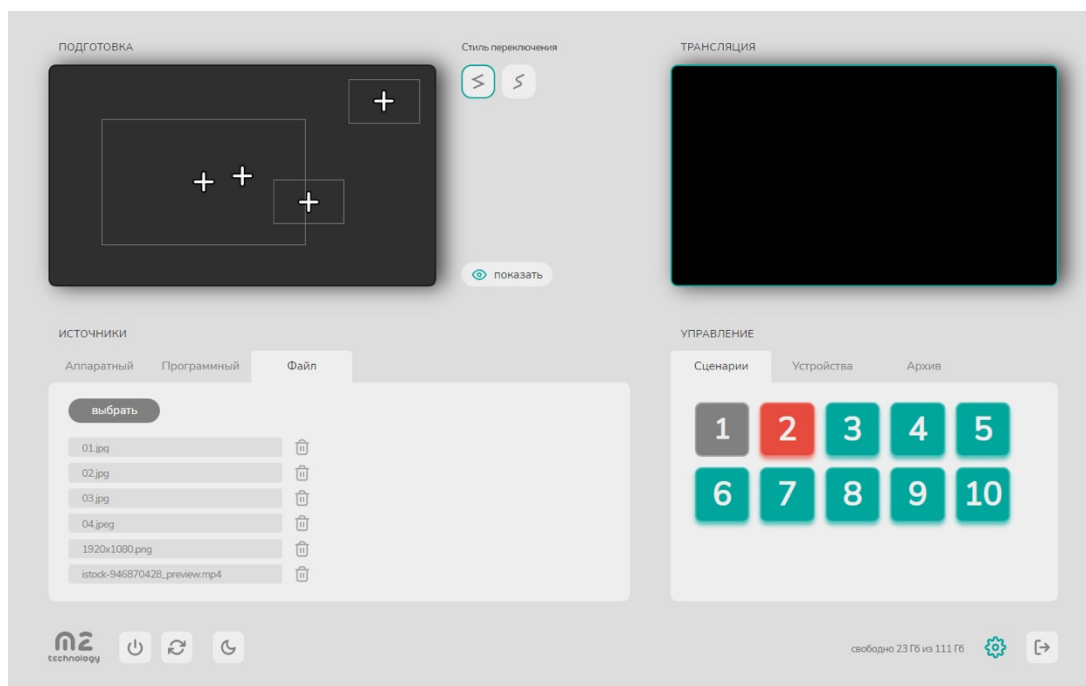 ПОДГОТОВКА
Стиль переключения
ТРАНСЛЯЦИЯ
показать
ИСТОЧНИКИ
Аппаратный Программный Файл
выбрать
01.jpg
02.jpg
03.jpg
04.jpeg
1920x1080.png
istock-946870428_preview.mp4
УПРАВЛЕНИЕ
Сценарии Устройства Архив
1 2 3 4 5
6 7 8 9 10
m2
technology
свободно 23 Гб из 111 Гб